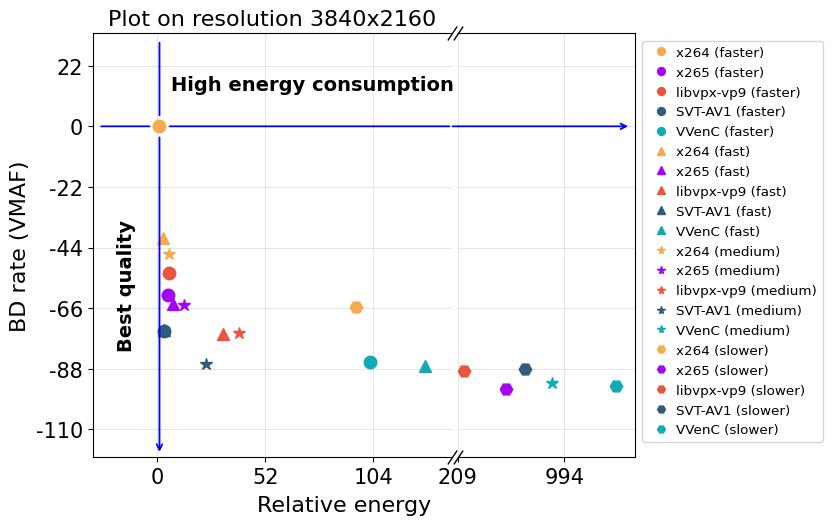 Plot on resolution 3840x2160
High energy consumption
Best quality
BD rate (VMAF)
22
0
-22
-44
-66
-88
-110
0
52
104
209
994
Relative energy
x264 (faster)
x265 (faster)
libvpx-vp9 (faster)
SVT-AV1 (faster)
VVenC (faster)
x264 (fast)
x265 (fast)
libvpx-vp9 (fast)
SVT-AV1 (fast)
VVenC (fast)
x264 (medium)
x265 (medium)
libvpx-vp9 (medium)
SVT-AV1 (medium)
VVenC (medium)
x264 (slower)
x265 (slower)
libvpx-vp9 (slower)
SVT-AV1 (slower)
VVenC (slower)